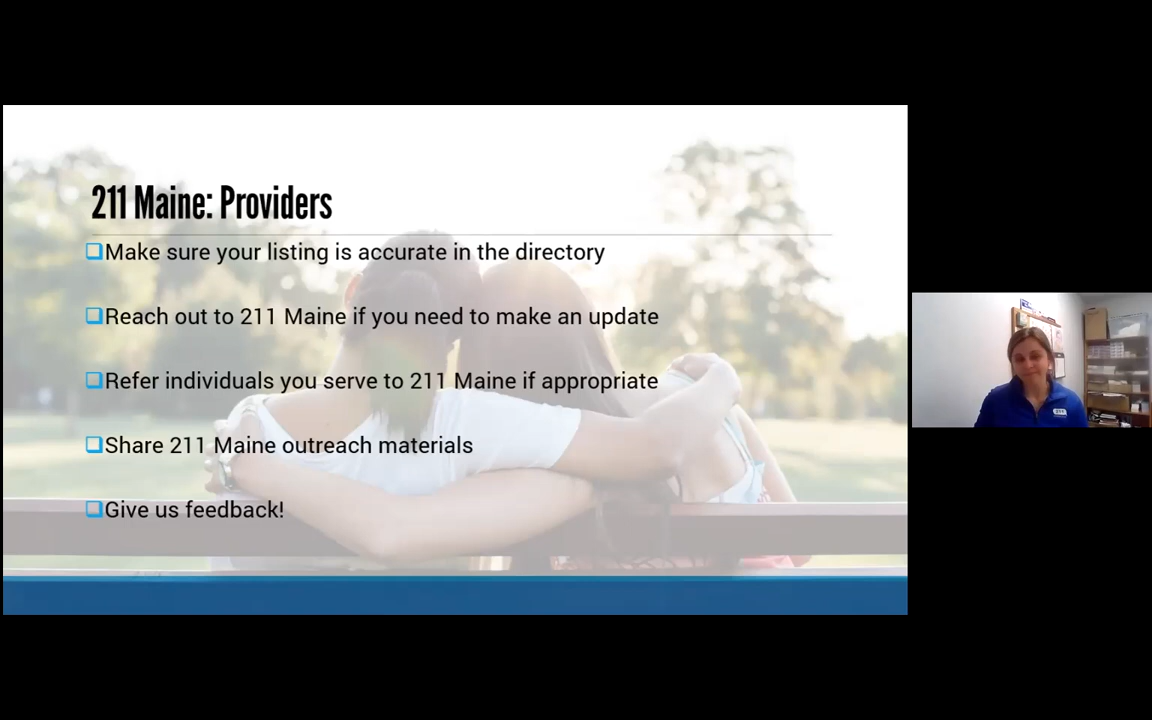 211 Maine: Providers
Make sure your listing is accurate in the directory
Reach out to 211 Maine if you need to make an update
Refer individuals you serve to 211 Maine if appropriate
Share 211 Maine outreach materials
Give us feedback!